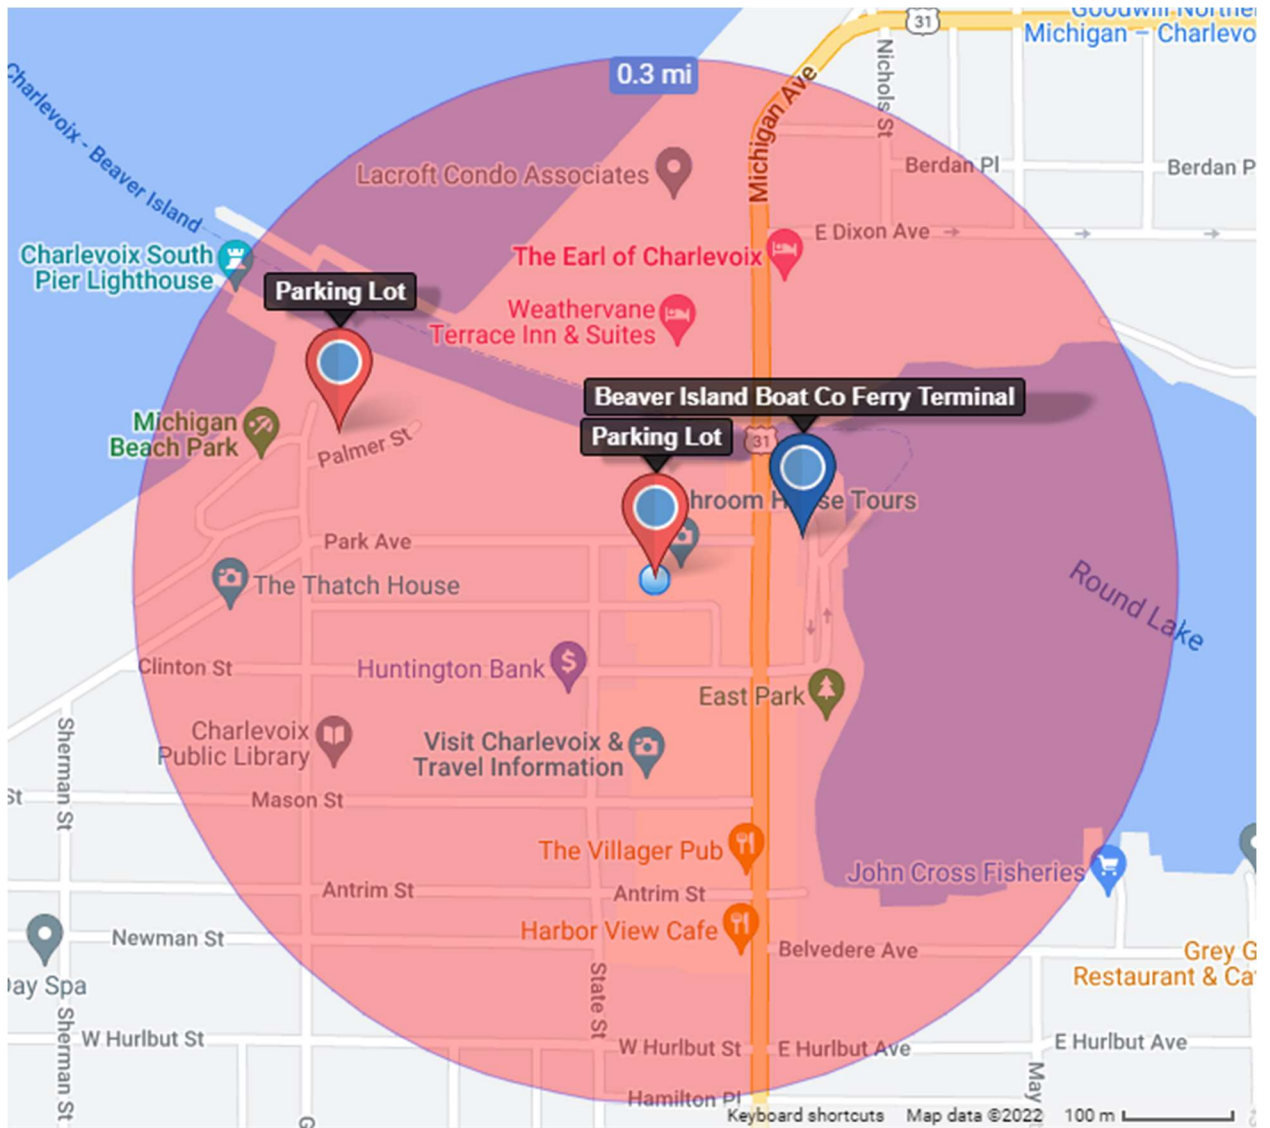 31
Goodwill Northe
Michigan – Charlevo
0.3 mi
Nichols St
Michigan Ave
Charlevoix - Beaver Island
Lacroft Condo Associates
Berdan Pl
Berdan P
E Dixon Ave
Charlevoix South
Pier Lighthouse
The Earl of Charlevoix
Parking Lot
Weathervane
Terrace Inn & Suites
Beaver Island Boat Co Ferry Terminal
Michigan
Beach Park
Palmer St
Parking Lot
31
hroom H se Tours
Park Ave
The Thatch House
Round Lake
Clinton St
Huntington Bank
East Park
Charlevoix
Public Library
Visit Charlevoix &
Travel Information
Sherman St
St
Mason St
The Villager Pub
John Cross Fisheries
Antrim St
Antrim St
Newman St
Harbor View Cafe
Belvedere Ave
Grey G
Restaurant & Ca
Day Spa
State St
Sherman St
W Hurlbut St
W Hurlbut St
E Hurlbut Ave
E Hurlbut Ave
May
Hamilton Pl
G
Keyboard shortcuts
Map data ©2022
100 m